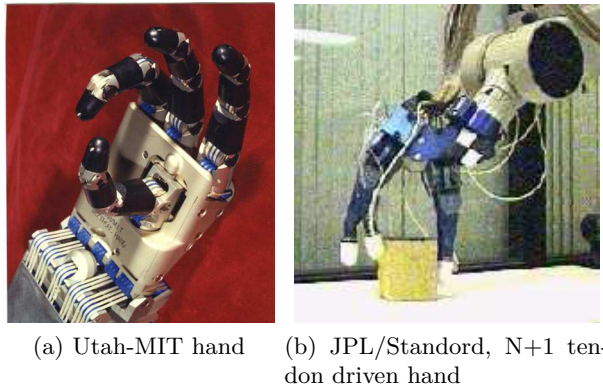 (a) Utah-MIT hand
(b) JPL/Standord, N+1 ten-
don driven hand